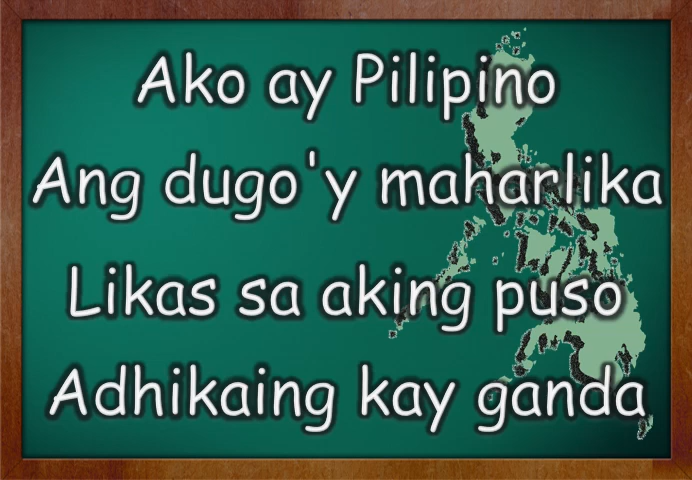 Ako ay Pilipino
Ang dugo'y maharlika
Likas sa aking puso
Adhikaing kay ganda